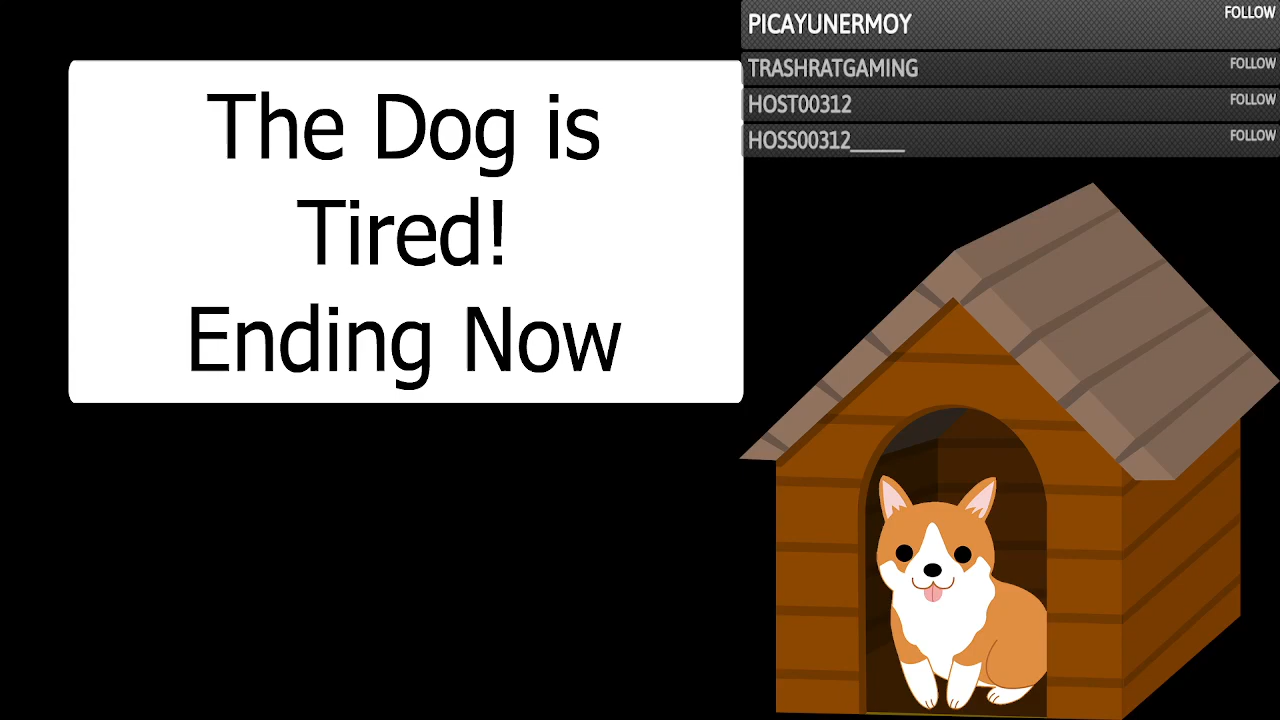 The Dog is
Tired!
Ending Now
PICAYUNERMOY FOLLOW
TRASHRATGAMING FOLLOW
HOST00312 FOLLOW
HOSS00312_____ FOLLOW